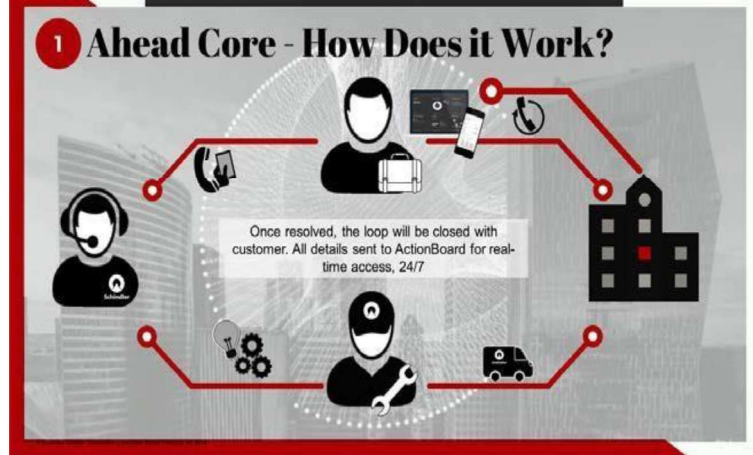 1 Ahead Core - How Does it Work?
Once resolved, the loop will be closed with
customer. All details sent to ActionBoard for real-
time access, 24/7
Schindler